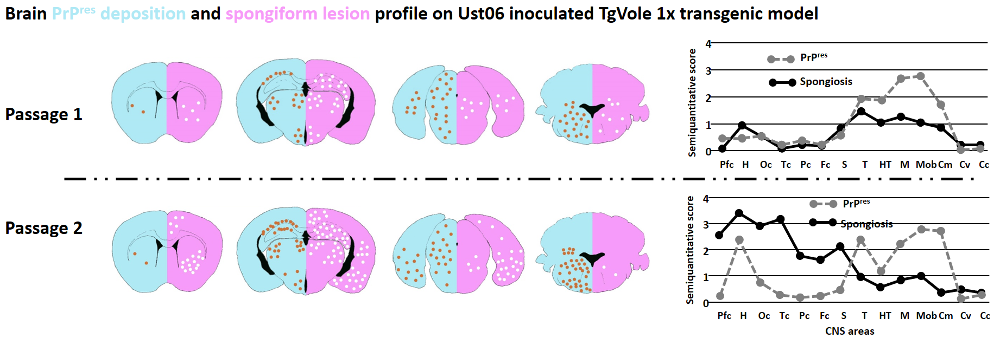 Brain PrPres deposition and spongiform lesion profile on Ust06 inoculated TgVole 1x transgenic model
Passage 1
Semiquantitative score
4
3
2
1
0
PrPres
Spongiosis
Pfc H Oc Tc Pc Fc S T HT M Mob Cm Cv Cc
Passage 2
Semiquantitative score
4
3
2
1
0
PrPres
Spongiosis
Pfc H Oc Tc Pc Fc S T HT M Mob Cm Cv Cc
CNS areas